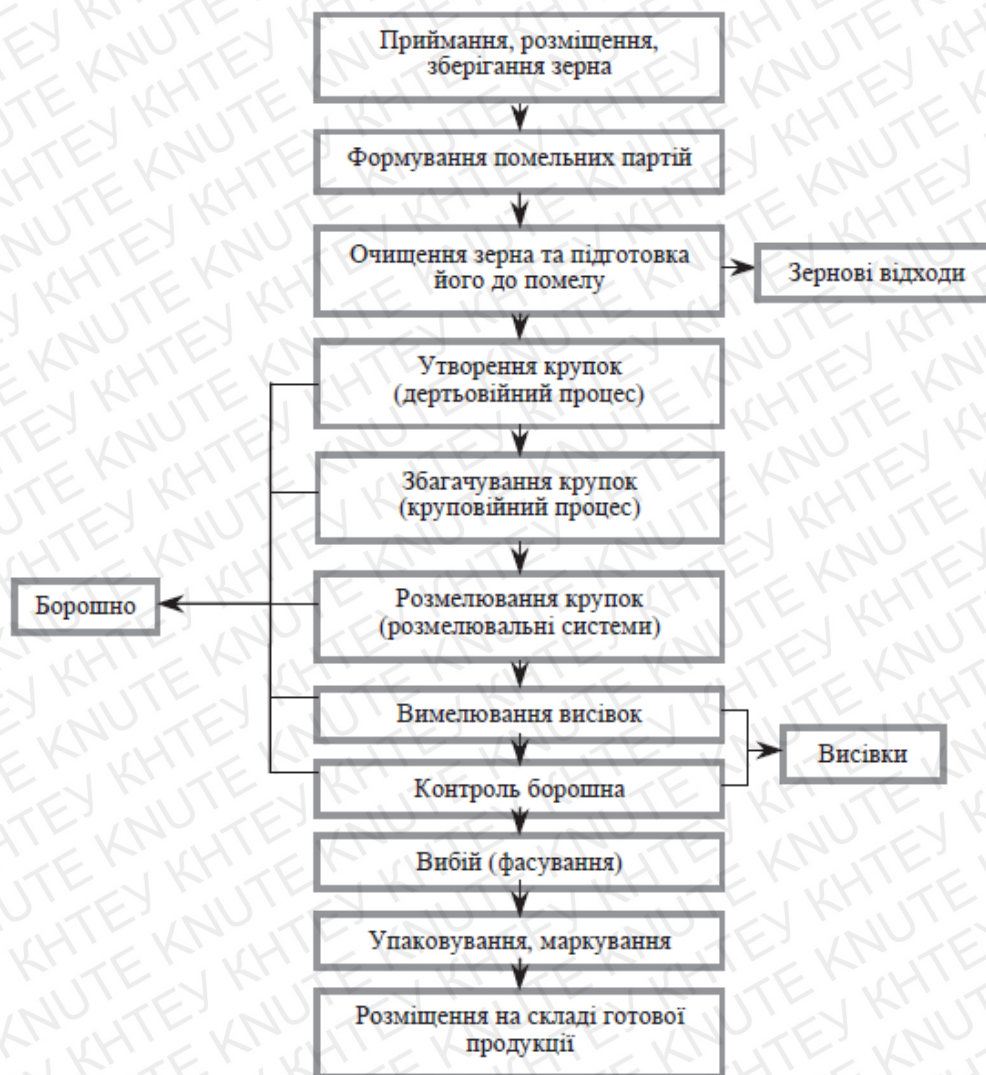 Приймання, розміщення,
зберігання зерна
Формування помельних партій
Очищення зерна та підготовка
його до помелу
Зернові відходи
Утворення крупок
(дертьовійний процес)
Збагачування крупок
(круповійний процес)
Борошно
Розмелювання крупок
(розмелювальні системи)
Вимелювання висівок
Висівки
Контроль борошна
Вибій (фасування)
Упаковування, маркування
Розміщення на складі готової
продукції